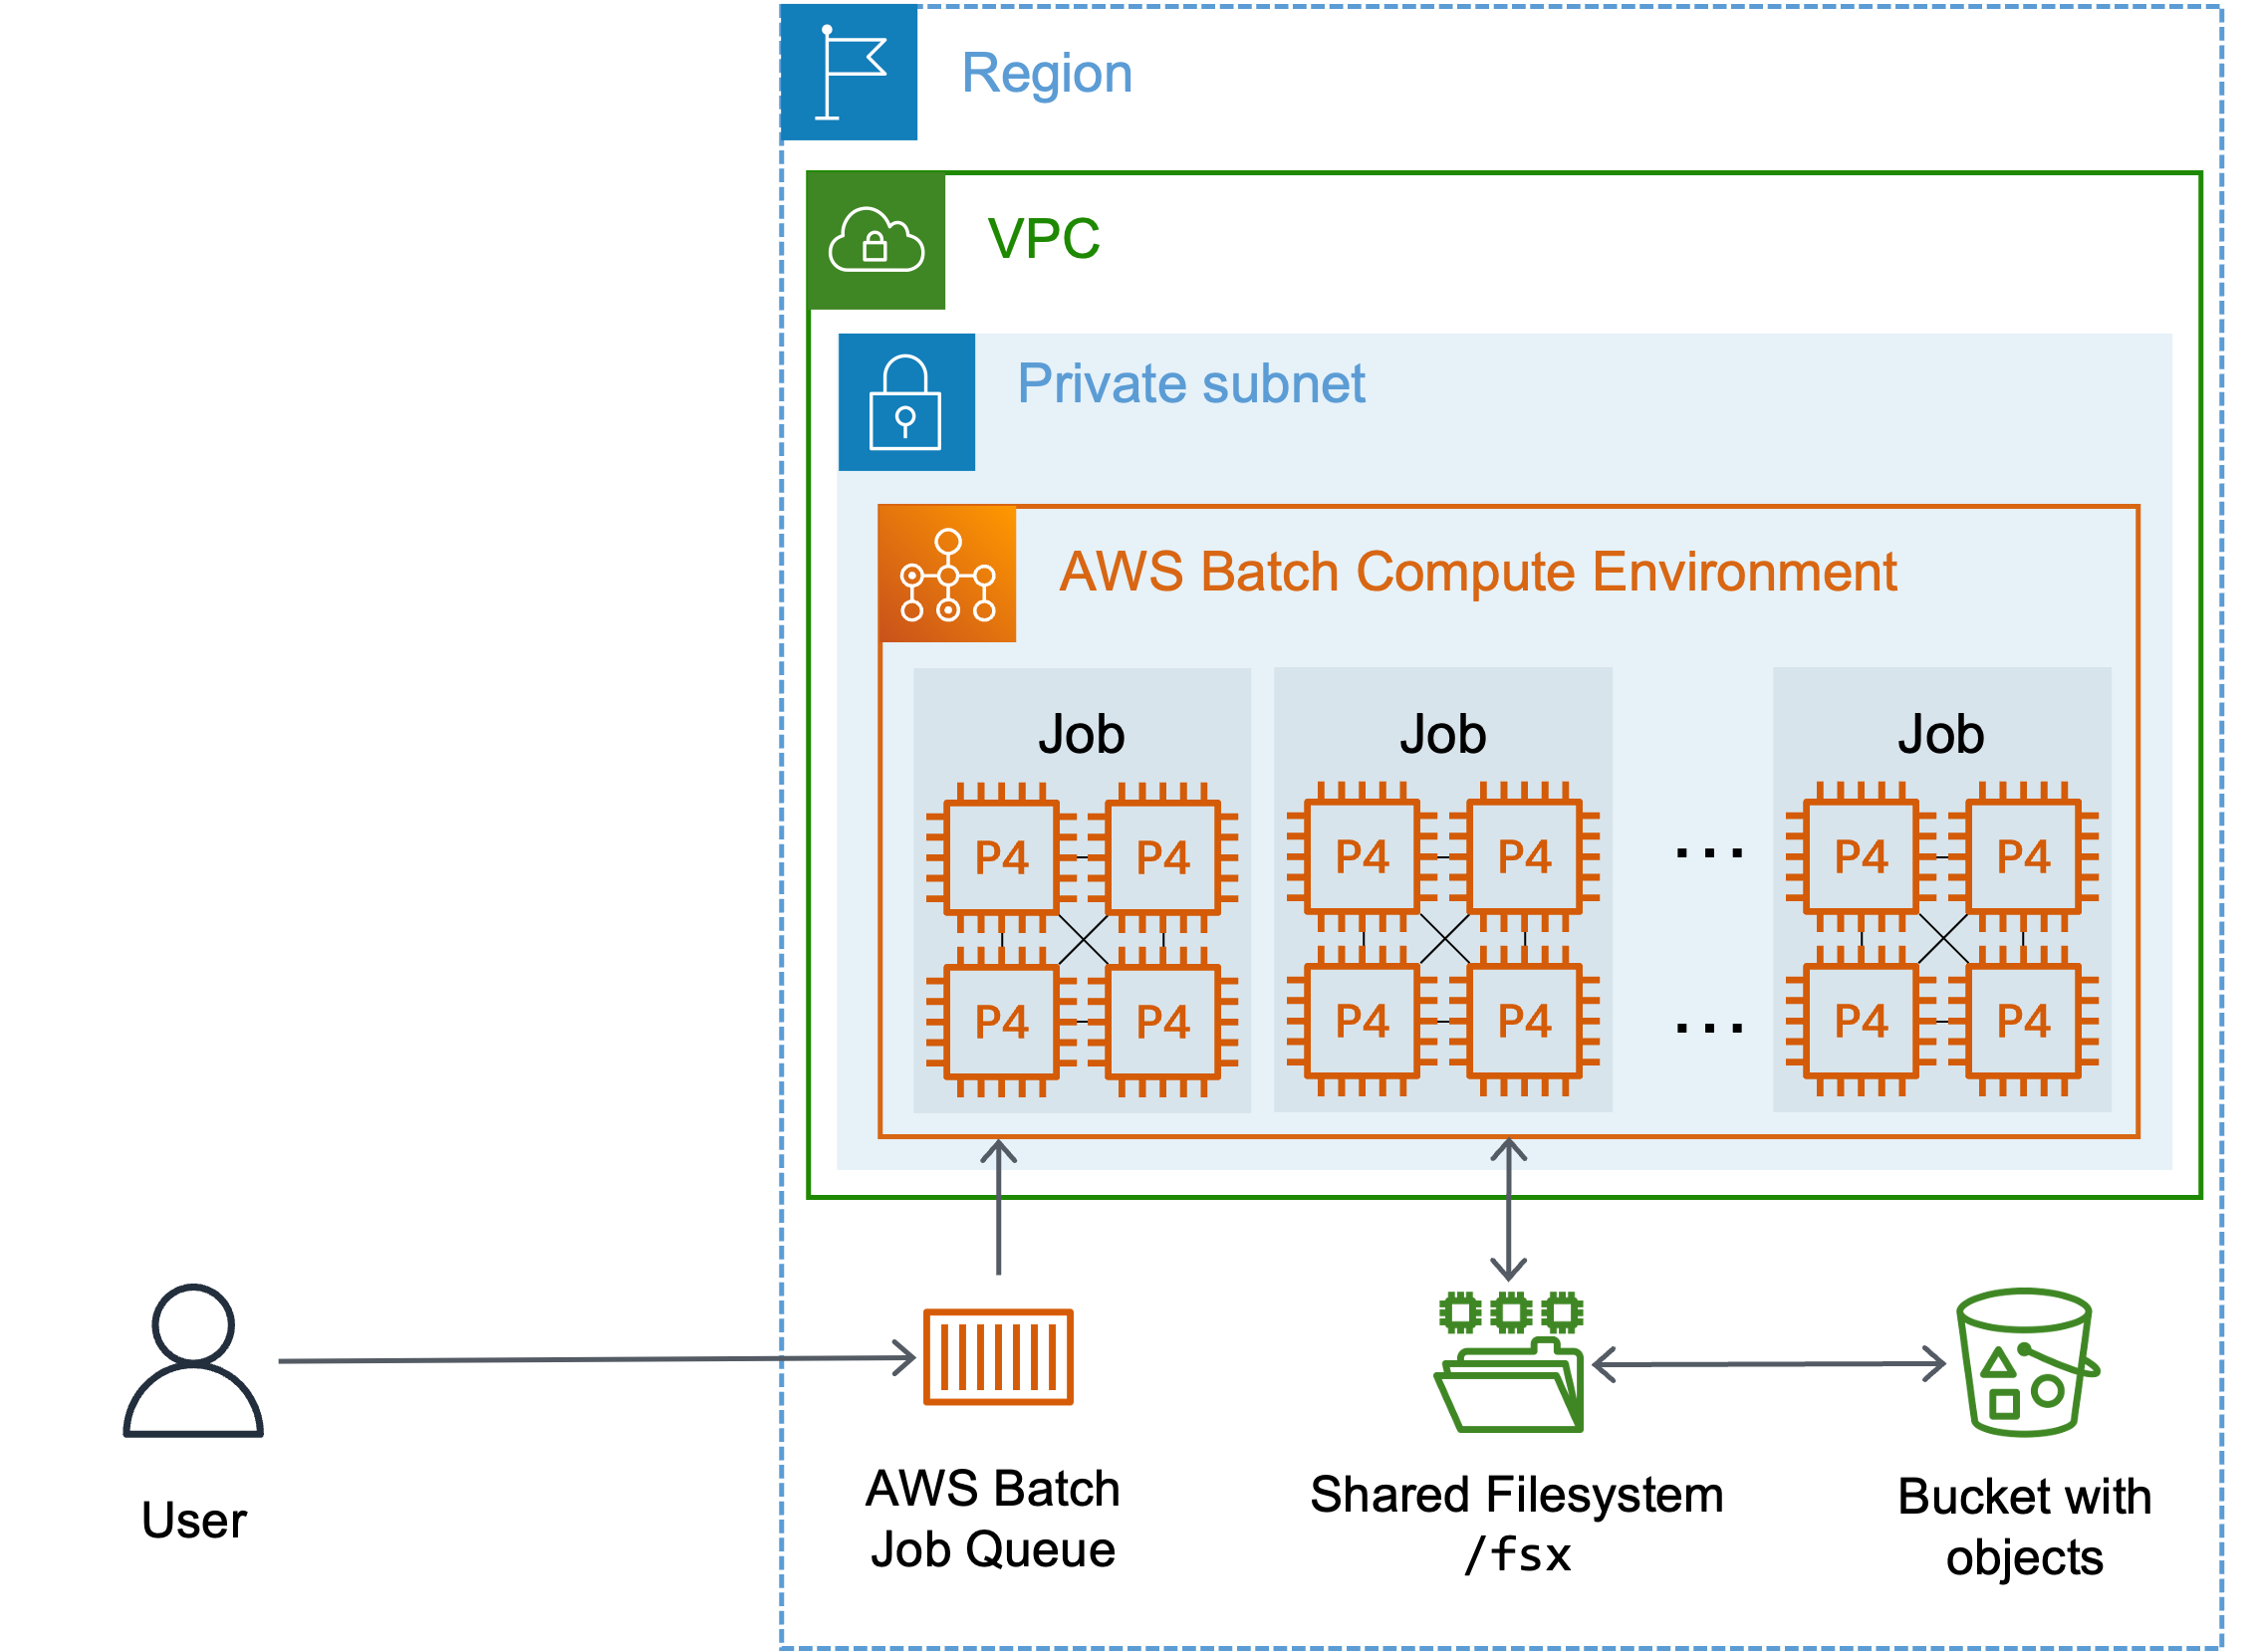 Region
VPC
Private subnet
AWS Batch Compute Environment
Job
Job
Job
P4 P4
P4 P4
...
P4 P4
P4 P4
P4 P4
...
P4 P4
User
AWS Batch
Job Queue
Shared Filesystem
/fsx
Bucket with
objects